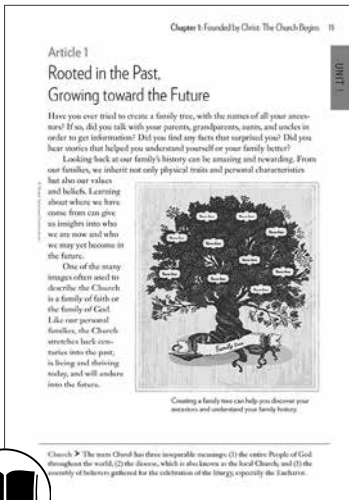 Chapter 1: Founded by Christ: The Church Begins
UNIT 1
Article 1
Rooted in the Past,
Growing toward the Future
Have you ever tried to create a family tree, with the names of all your ances-
tors? If so, did you talk with your parents, grandparents, aunts, and uncles in
order to get information? Did you find any facts that surprised you? Did you
hear stories that helped you understand yourself or your family better?
Looking back at our family's history can be amazing and rewarding. From
our families, we inherit not only physical traits and personal characteristics
but also our values
and beliefs. Learning
about where we have
come from can give
us insights into who
we are now and who
we may yet become in
the future.
One of the many
images often used to
describe the Church
is a family of faith or
the family of God.
Like our personal
families, the Church
stretches back cen-
turies into the past,
is living and thriving
today, and will endure
into the future.
Family tree
Creating a family tree can help you discover your
ancestors and understand your family history.
Church ➤ The term Church has three inseparable meanings: (1) the entire People of God
throughout the world; (2) the diocese, which is also known as the local Church; and (3) the
assembly of believers gathered for the celebration of the liturgy, especially the Eucharist.